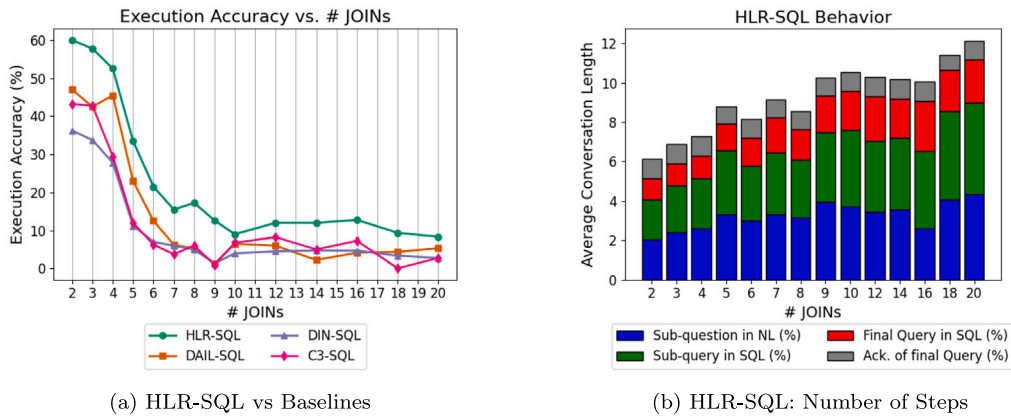 Execution Accuracy vs. # JOINs
Execution Accuracy (%)
60
50
40
30
20
10
0
2 3 4 5 6 7 8 9 10 11 12 13 14 15 16 17 18 19 20
# JOINs
HLR-SQL DIN-SQL
DAIL-SQL C3-SQL
(a) HLR-SQL vs Baselines
HLR-SQL Behavior
Average Conversation Length
12
10
8
6
4
2
0
2 3 4 5 6 7 8 9 10 12 14 16 18 20
# JOINs
Sub-question in NL (%) Final Query in SQL (%)
Sub-query in SQL (%) Ack. of final Query (%)
(b) HLR-SQL: Number of Steps